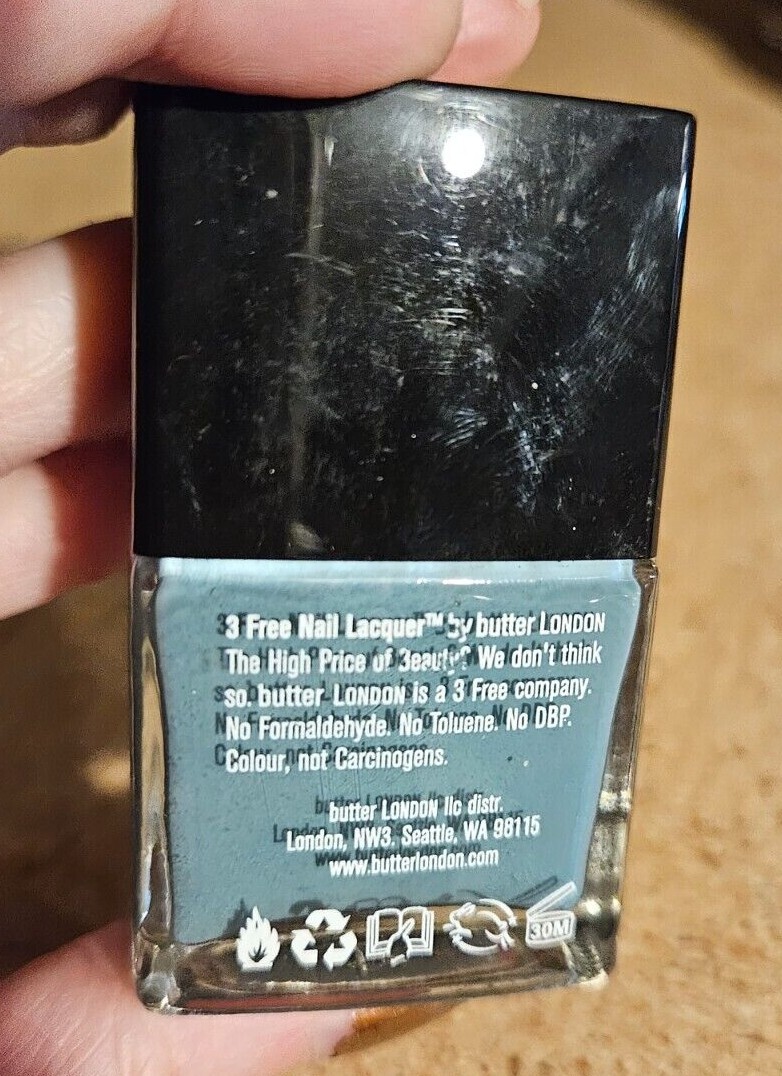 3 Free Nail Lacquer™ by butter LONDON
The High Price of Beauty? We don't think
so. butter LONDON is a 3 Free company.
No Formaldehyde. No Toluene. No DBP.
Colour, not Carcinogens.
butter LONDON llc distr.
London, NW3. Seattle, WA 98115
www.butterlondon.com
30M